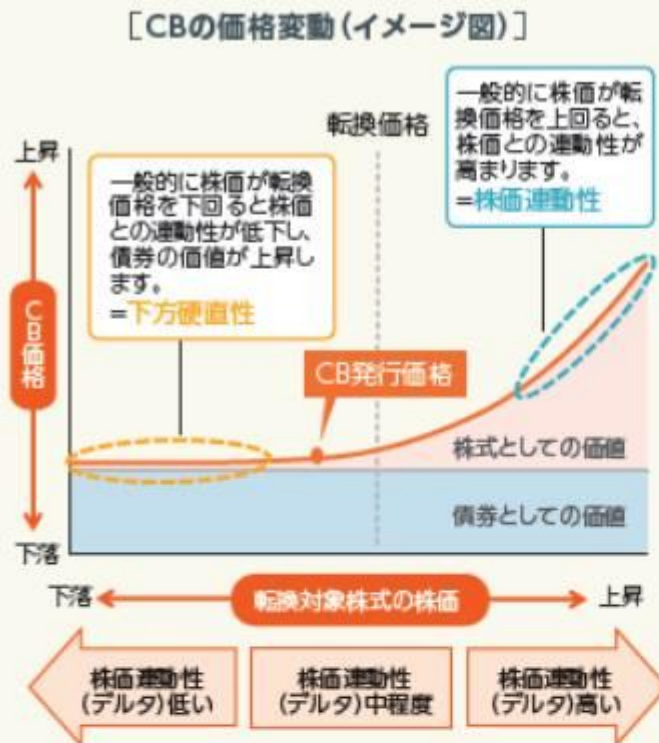 ［CBの価格変動（イメージ図）］
一般的に株価が転
換価格を上回ると、
株価との連動性が
高まります。
=株価連動性
転換価格
上昇
一般的に株価が転換
価格を下回ると株価
との連動性が低下し、
債券の価値が上昇し
ます。
=下方硬直性
CB価格
CB発行価格
株式としての価値
債券としての価値
下落
下落
転換対象株式の株価
上昇
株価連動性
（デルタ）低い
株価連動性
（デルタ）中程度
株価連動性
（デルタ）高い